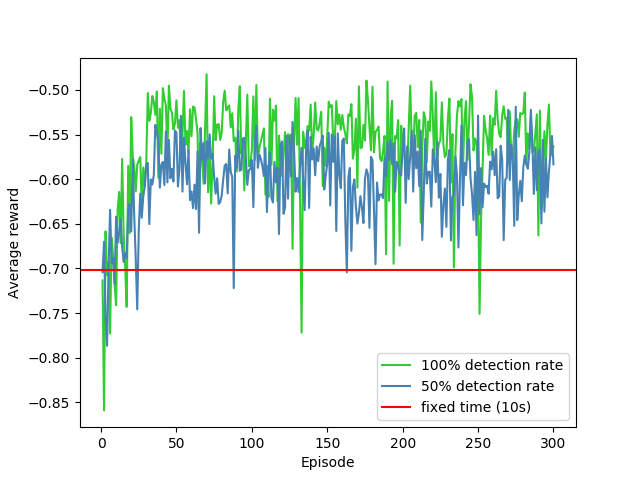 −0.50
−0.55
−0.60
−0.65
−0.70
−0.75
−0.80
−0.85
Average reward
0 50 100 150 200 250 300
Episode
100% detection rate
50% detection rate
fixed time (10s)